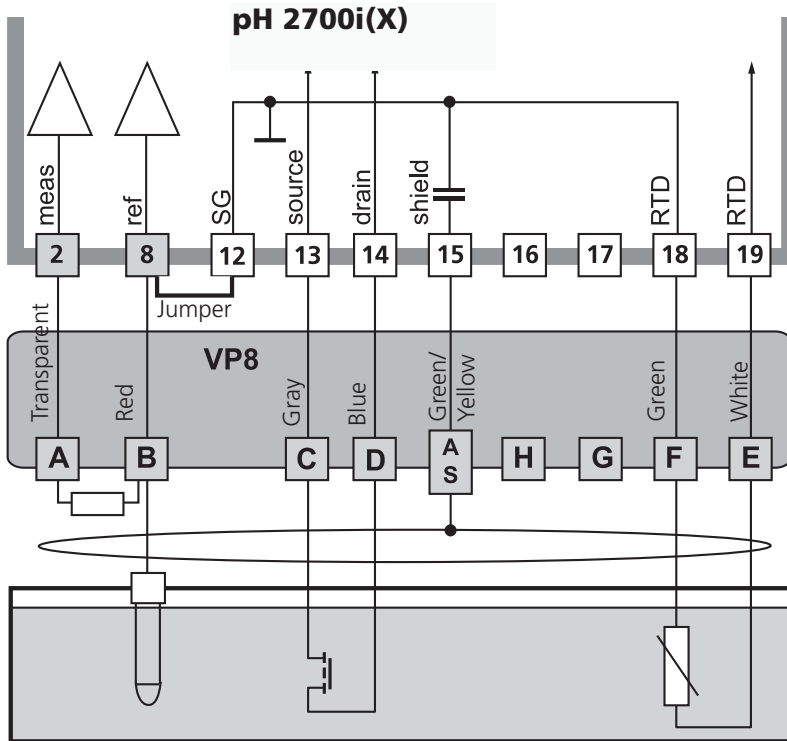 pH 2700i(X)
meas
ref
SG
source
drain
shield
RTD
RTD
2 8 12 13 14 15 16 17 18 19
Jumper
VP8
Transparent
Red
Gray
Blue
Green/
Yellow
Green
White
A B C D A
S H G F E